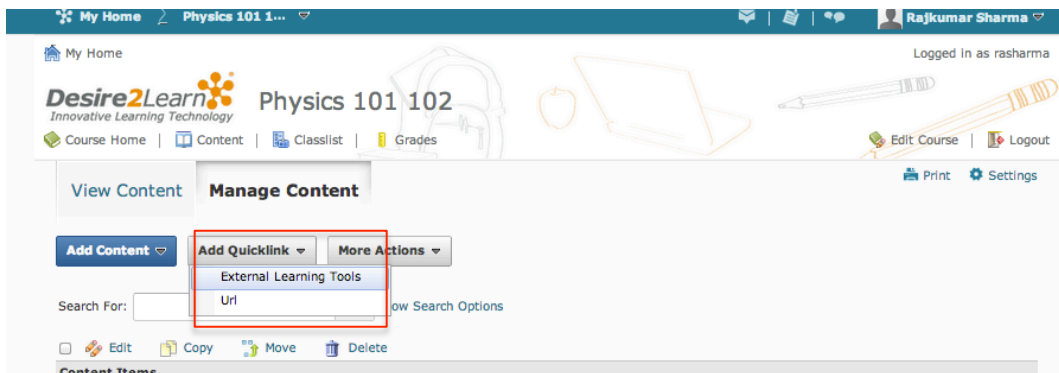 My Home Physics 101 1... Rajkumar Sharma
My Home Logged in as rasharma
Desire2Learn
Innovative Learning Technology
Physics 101 102
Course Home | Content | Classlist | Grades Edit Course | Logout
View Content Manage Content Print Settings
Add Content Add Quicklink More Actions
External Learning Tools
Url
Search For: Search Options
Edit Copy Move Delete
Content Items